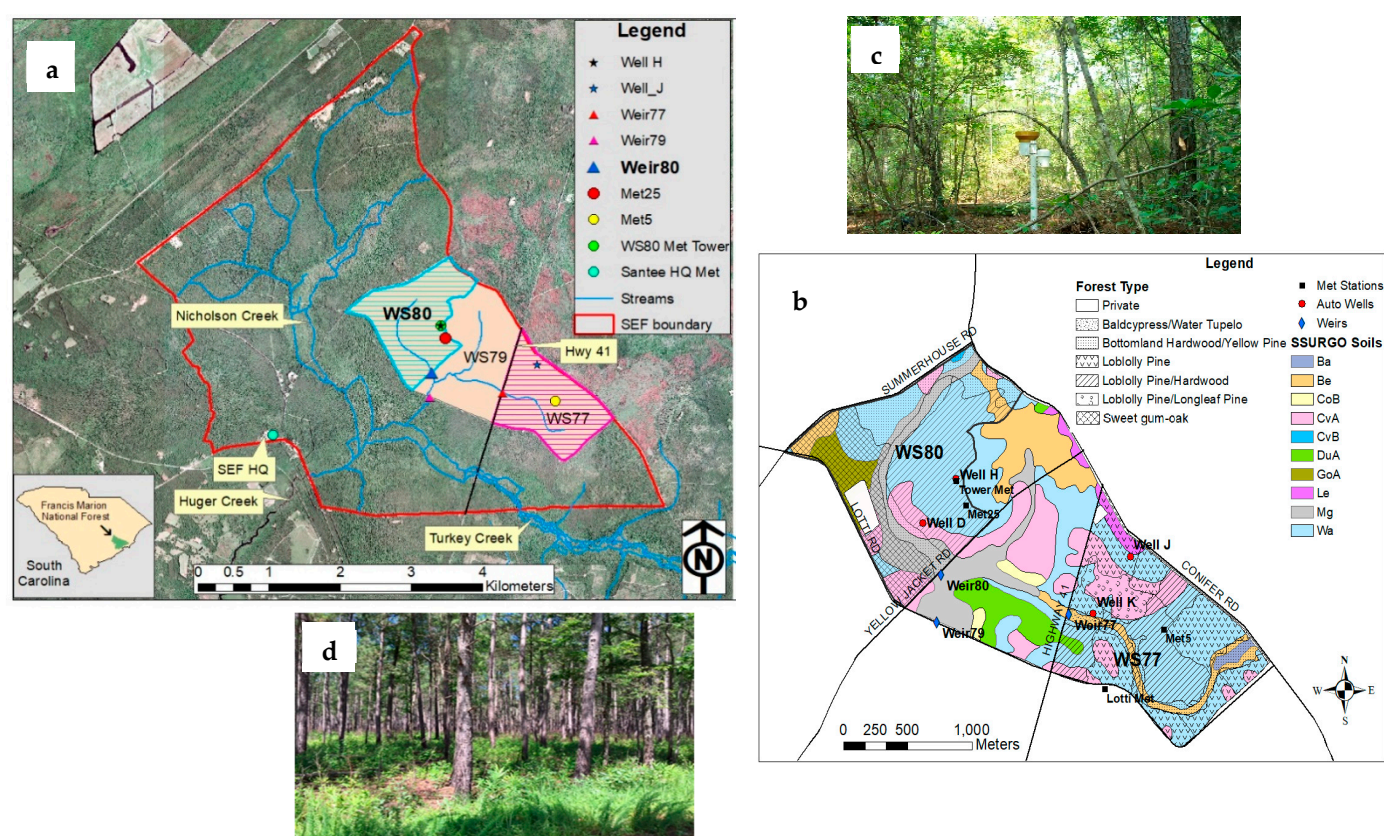 a
Legend
Well H
Well_J
Weir77
Weir79
Weir80
Met25
Met5
WS80 Met Tower
Santee HQ Met
Streams
SEF boundary
Nicholson Creek
WS80
WS79
Hwy 41
WS77
SEF HQ
Huger Creek
Turkey Creek
Francis Marion
National Forest
South
Carolina
0 0.5 1 2 3 4
Kilometers
N
c
b
Legend
Forest Type
Private
Baldcypress/Water Tupelo
Bottomland Hardwood/Yellow Pine
Loblolly Pine
Loblolly Pine/Hardwood
Loblolly Pine/Longleaf Pine
Sweet gum-oak
Met Stations
Auto Wells
Weirs
SSURGO Soils
Ba
Be
CoB
CvA
CvB
DuA
GoA
Le
Mg
Wa
SUMMERHOUSE RD
WS80
Well H
Tower Met
Met25
Well D
LOTTI RD
YELLOW JACKET RD
Weir80
Weir79
HIGHWAY 41
Well J
CONIFER RD
Well K
Weir77
Met5
WS77
Lotti Met
N
W E
S
0 250 500 1,000
Meters
d